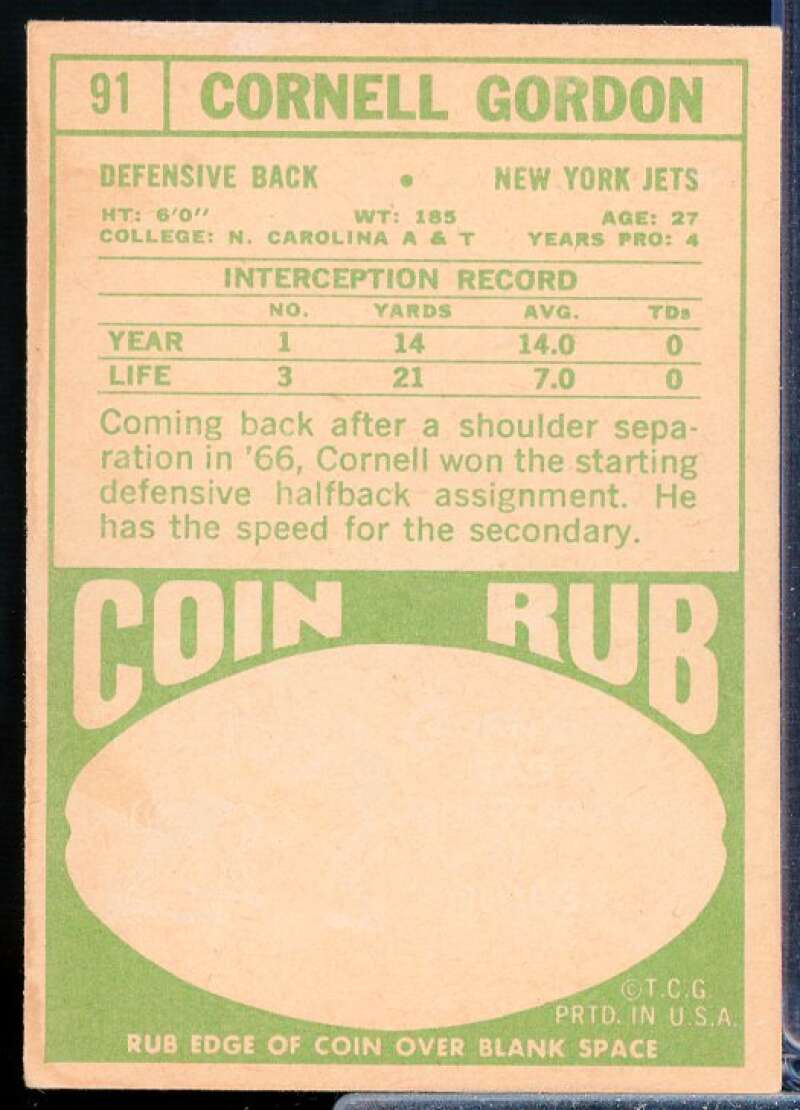 91 CORNELL GORDON
DEFENSIVE BACK • NEW YORK JETS
HT: 6'0" WT: 185 AGE: 27
COLLEGE: N. CAROLINA A & T YEARS PRO: 4
INTERCEPTION RECORD
NO. YARDS AVG. TDs
YEAR 1 14 14.0 0
LIFE 3 21 7.0 0
Coming back after a shoulder sepa-
ration in '66, Cornell won the starting
defensive halfback assignment. He
has the speed for the secondary.
COIN RUB
©T.C.G.
PRTD. IN U.S.A.
RUB EDGE OF COIN OVER BLANK SPACE